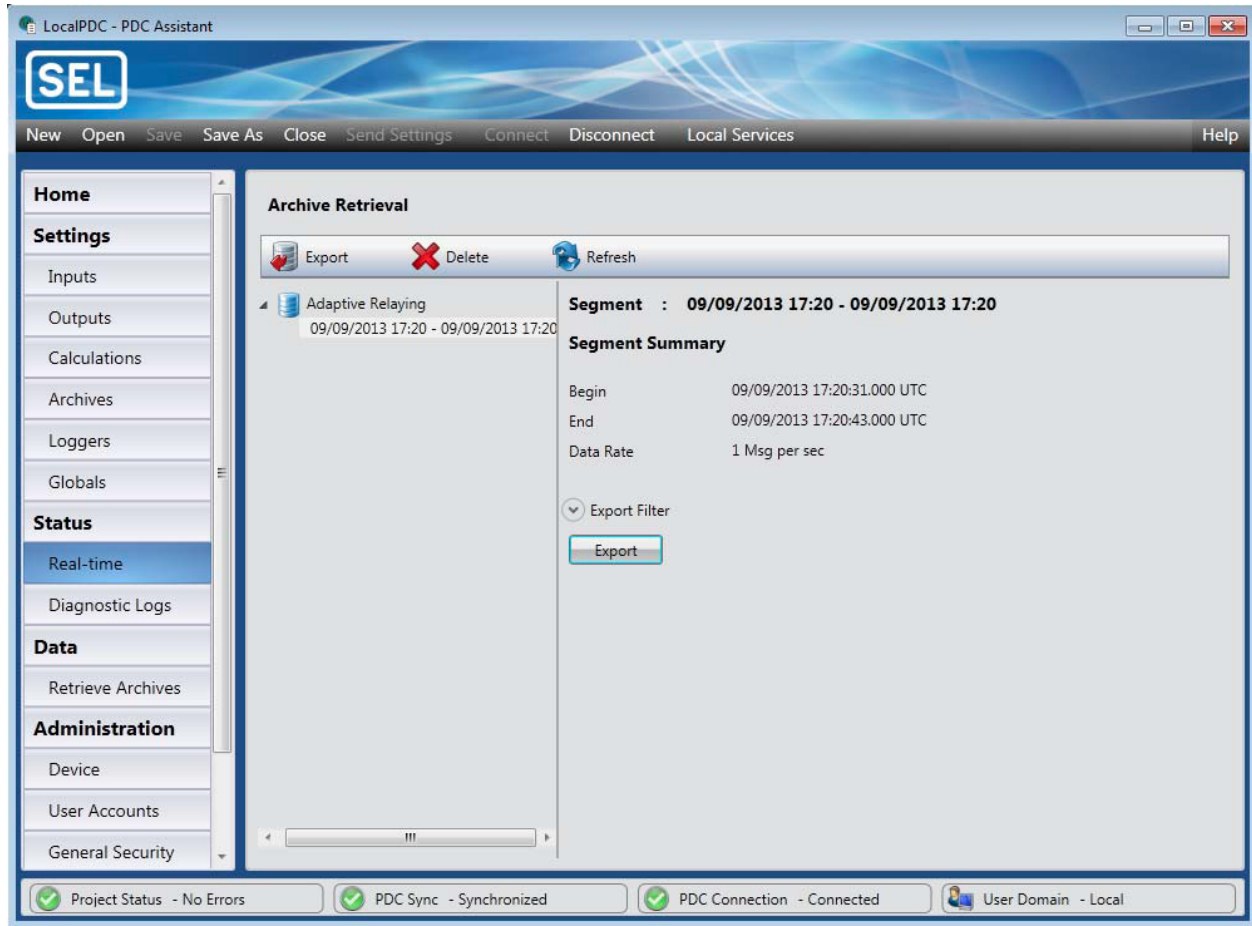 LocalPDC - PDC Assistant
SEL
New Open Save Save As Close Send Settings Connect Disconnect Local Services Help
Home
Settings
Inputs
Outputs
Calculations
Archives
Loggers
Globals
Status
Real-time
Diagnostic Logs
Data
Retrieve Archives
Administration
Device
User Accounts
General Security
Archive Retrieval
Export Delete Refresh
Adaptive Relaying
09/09/2013 17:20 - 09/09/2013 17:20
Segment : 09/09/2013 17:20 - 09/09/2013 17:20
Segment Summary
Begin 09/09/2013 17:20:31.000 UTC
End 09/09/2013 17:20:43.000 UTC
Data Rate 1 Msg per sec
Export Filter
Export
Project Status - No Errors PDC Sync - Synchronized PDC Connection - Connected User Domain - Local